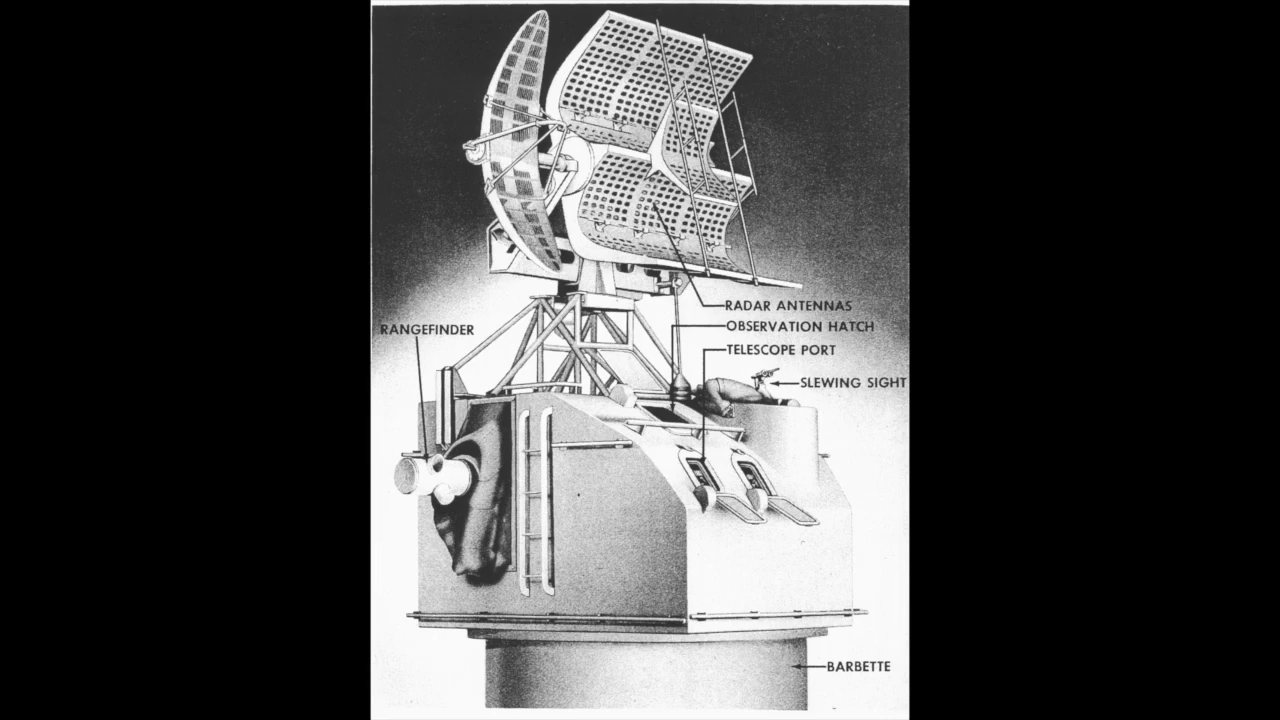 RADAR ANTENNAS
OBSERVATION HATCH
RANGEFINDER
TELESCOPE PORT
SLEWING SIGHT
BARBETTE